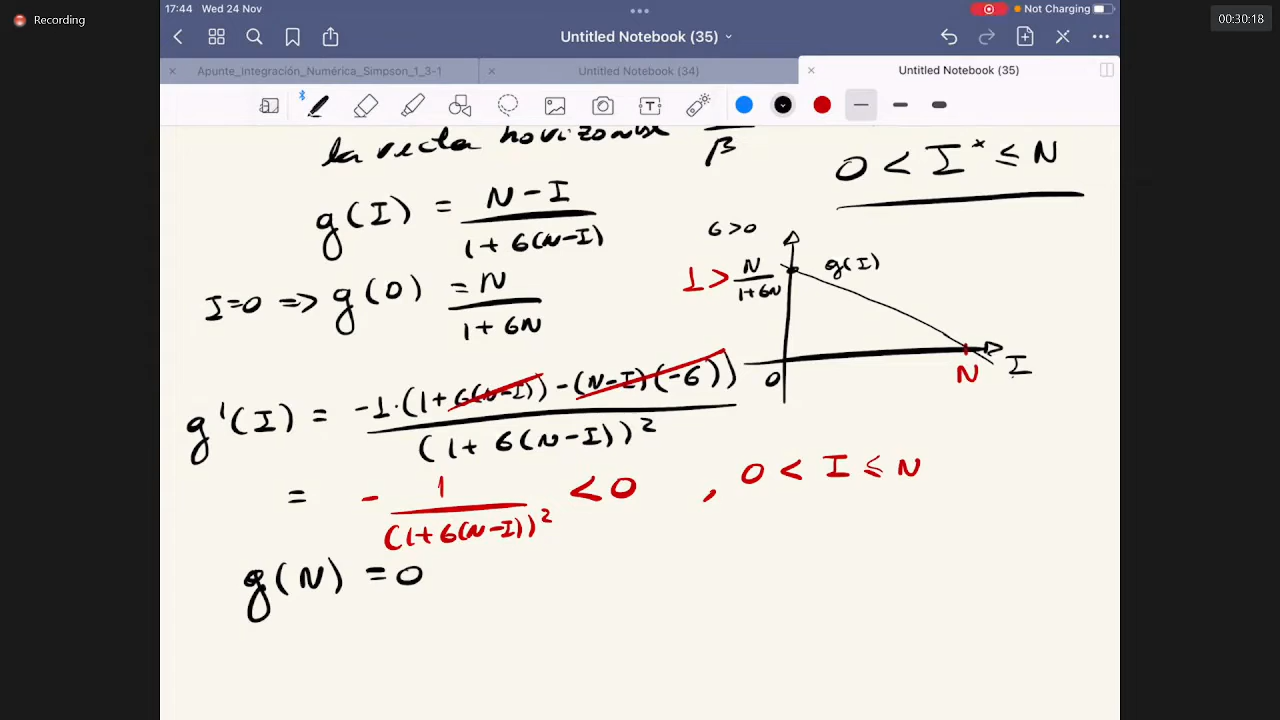 Recording
17:44 Wed 24 Nov
Not Charging
00:30:18
Untitled Notebook (35)
Apunte_Integración_Numérica_Simpson_1_3-1
Untitled Notebook (34)
Untitled Notebook (35)
la recta horizontal
β
0 < I* ≤ N
g(I) = (N-I)/(1+6(N-I))
6>0
1 > N/(1+6N)
g(I)
I=0 => g(0) = N/(1+6N)
0
N
I
g'(I) = (-1·(1+6(N-I)) -(N-I)(-6)))/((1+6(N-I))²)
= - 1/((1+6(N-I))²) <0 , 0 < I ≤ N
g(N) = 0